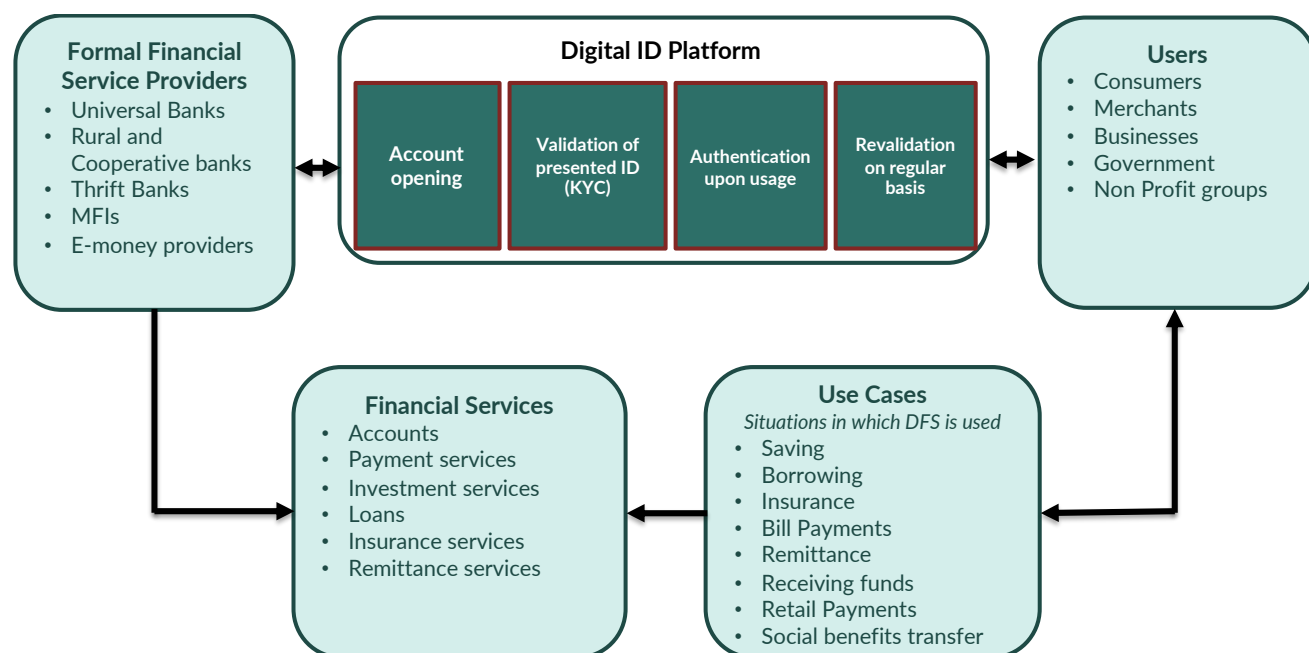 Formal Financial
Service Providers
• Universal Banks
• Rural and
Cooperative banks
• Thrift Banks
• MFIs
• E-money providers
Digital ID Platform
Account
opening
Validation of
presented ID
(KYC)
Authentication
upon usage
Revalidation
on regular
basis
Users
• Consumers
• Merchants
• Businesses
• Government
• Non Profit groups
Financial Services
• Accounts
• Payment services
• Investment services
• Loans
• Insurance services
• Remittance services
Use Cases
Situations in which DFS is used
• Saving
• Borrowing
• Insurance
• Bill Payments
• Remittance
• Receiving funds
• Retail Payments
• Social benefits transfer